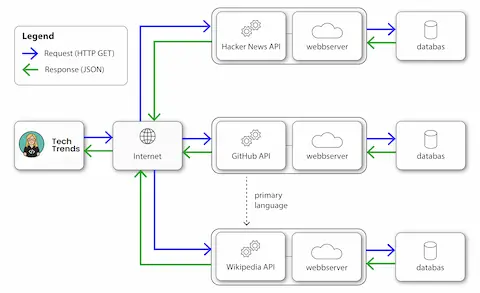 Legend
Request (HTTP GET)
Response (JSON)
Hacker News API
webbserver
databas
Tech
Trends
Internet
GitHub API
webbserver
databas
primary
language
Wikipedia API
webbserver
databas